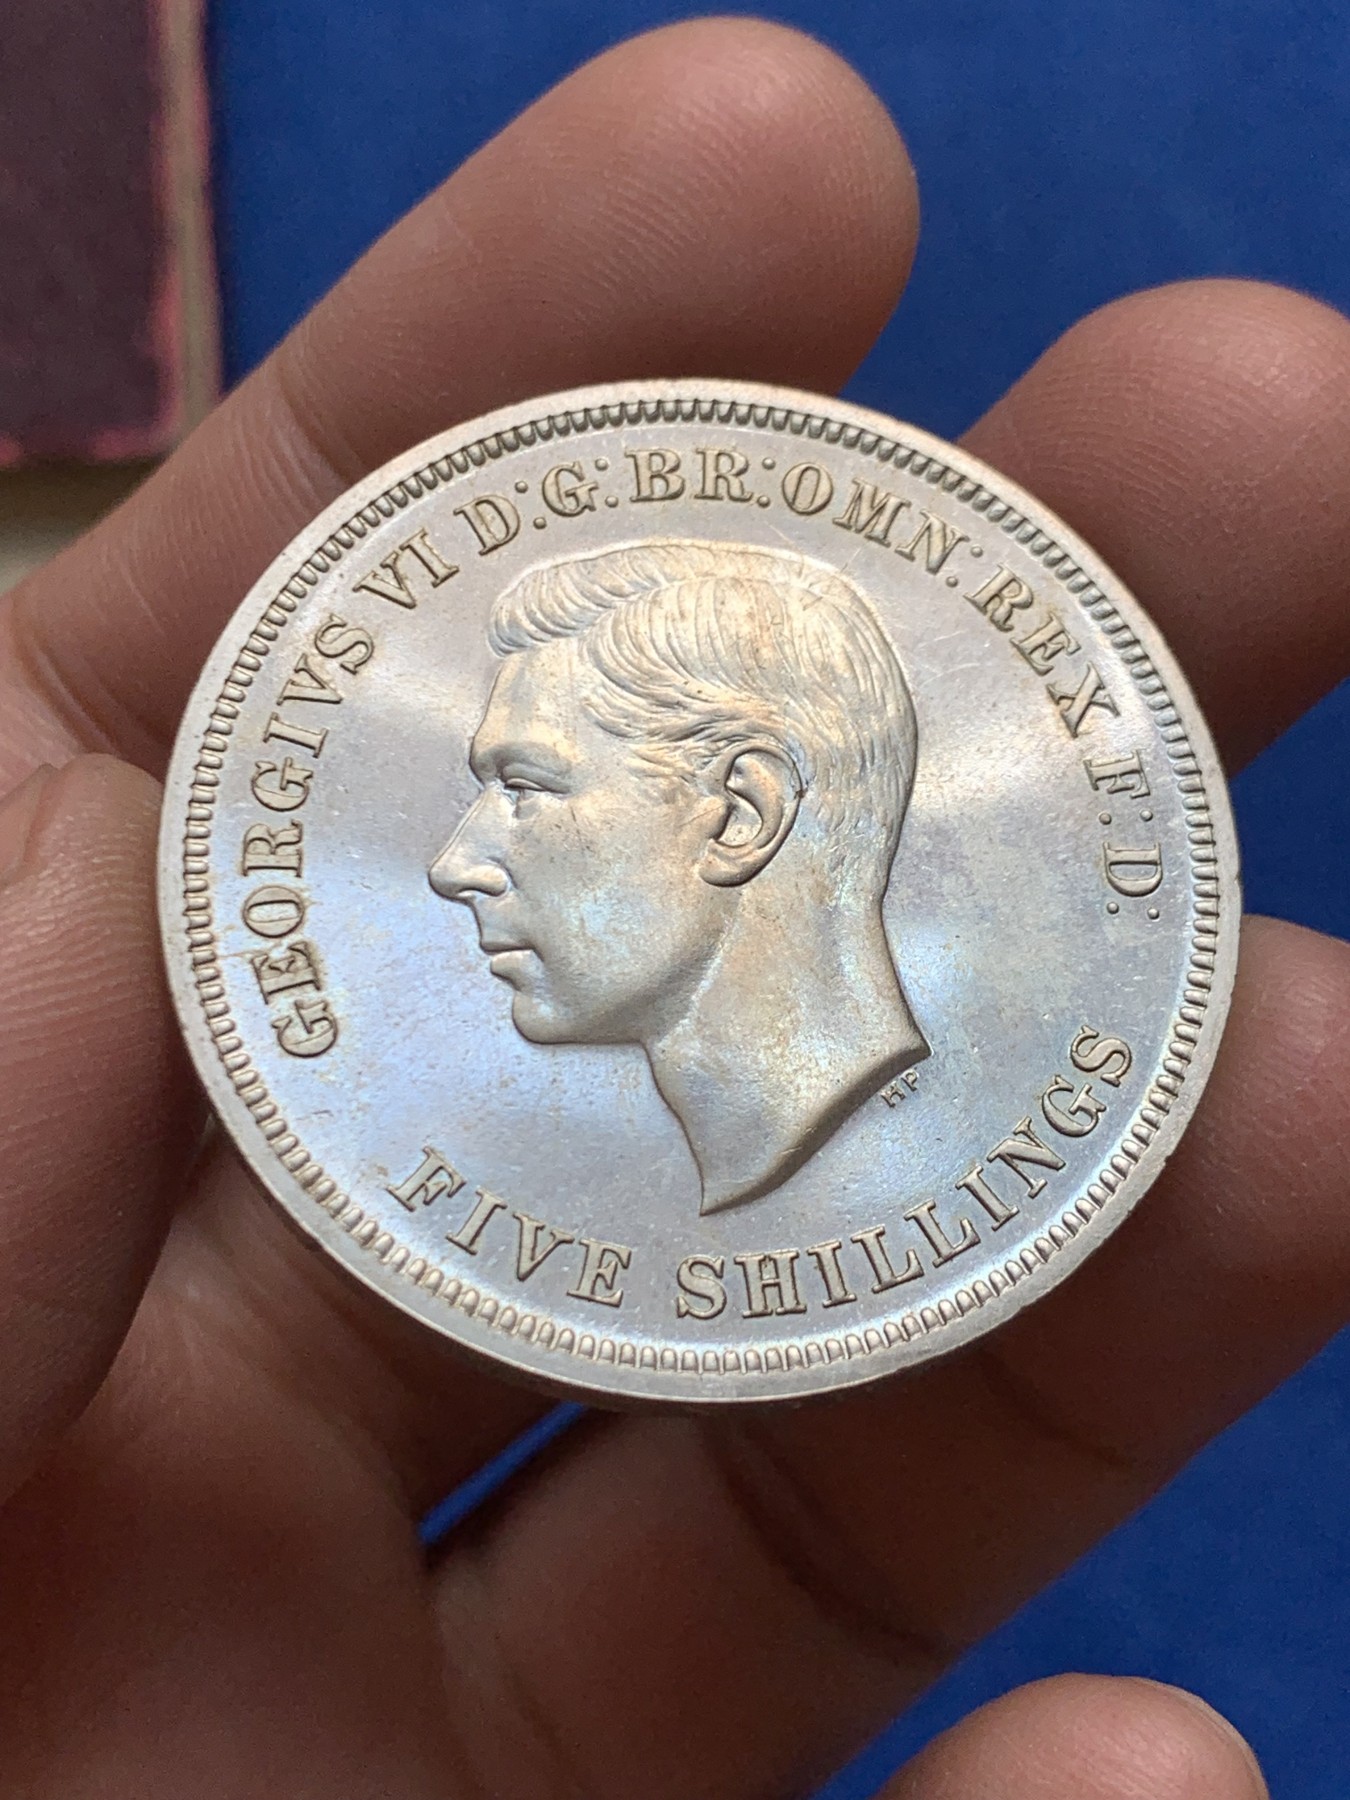 GEORGIVS VI D:G:BR:OMN:REX F:D:
HP
FIVE SHILLINGS